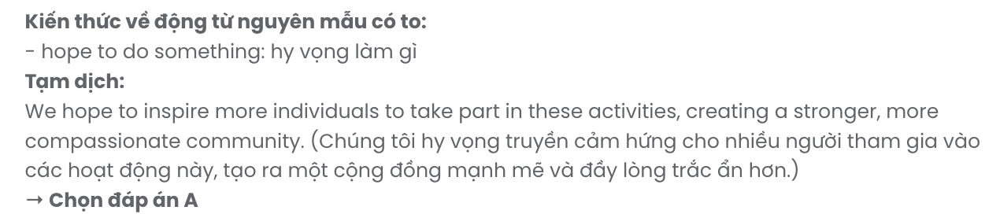 Kiến thức về động từ nguyên mẫu có to:
- hope to do something: hy vọng làm gì
Tạm dịch:
We hope to inspire more individuals to take part in these activities, creating a stronger, more
compassionate community. (Chúng tôi hy vọng truyền cảm hứng cho nhiều người tham gia vào
các hoạt động này, tạo ra một cộng đồng mạnh mẽ và đầy lòng trắc ẩn hơn.)
→ Chọn đáp án A